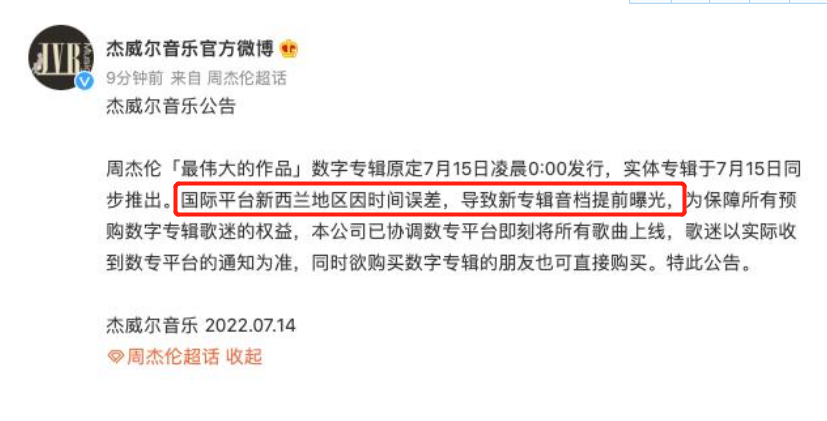 JVR Music
杰威尔音乐官方微博
9分钟前 来自 周杰伦超话
杰威尔音乐公告
周杰伦「最伟大的作品」数字专辑原定7月15日凌晨0:00发行，实体专辑于7月15日同
步推出。国际平台新西兰地区因时间误差，导致新专辑音档提前曝光，为保障所有预
购数字专辑歌迷的权益，本公司已协调数专平台即刻将所有歌曲上线，歌迷以实际收
到数专平台的通知为准，同时欲购买数字专辑的朋友也可直接购买。特此公告。
杰威尔音乐 2022.07.14
周杰伦超话 收起